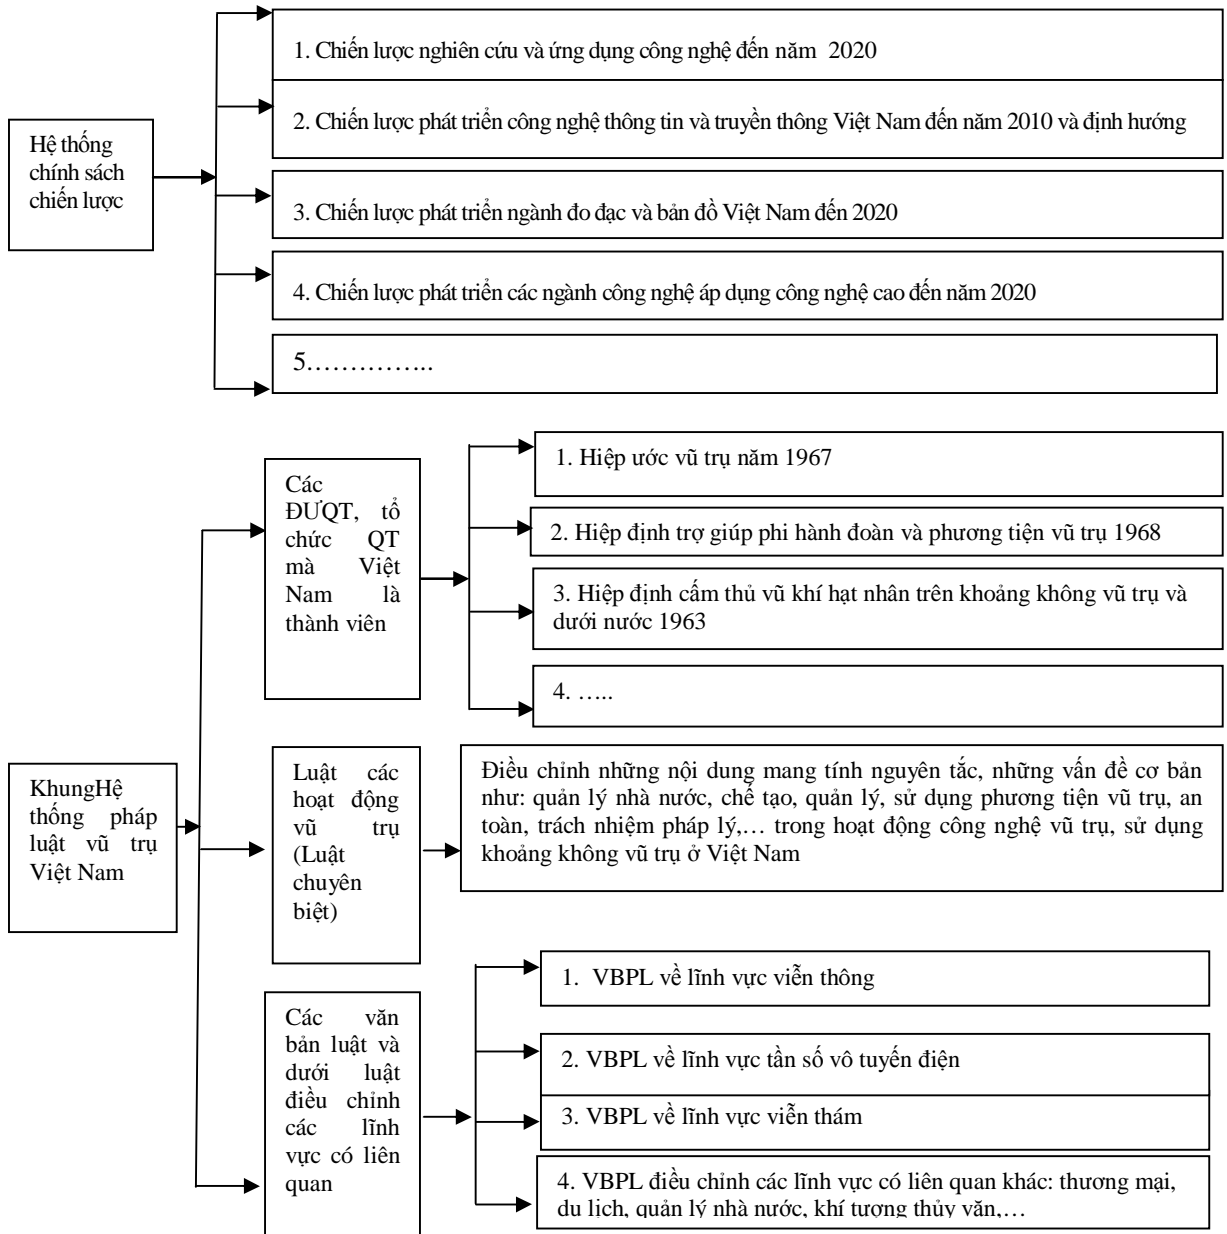 Hệ thống
chính sách
chiến lược
1. Chiến lược nghiên cứu và ứng dụng công nghệ đến năm 2020
2. Chiến lược phát triển công nghệ thông tin và truyền thông Việt Nam đến năm 2010 và định hướng
3. Chiến lược phát triển ngành đo đạc và bản đồ Việt Nam đến 2020
4. Chiến lược phát triển các ngành công nghệ áp dụng công nghệ cao đến năm 2020
5……………..
KhungHệ
thống pháp
luật vũ trụ
Việt Nam
Các
ĐƯQT, tổ
chức QT
mà Việt
Nam là
thành viên
1. Hiệp ước vũ trụ năm 1967
2. Hiệp định trợ giúp phi hành đoàn và phương tiện vũ trụ 1968
3. Hiệp định cấm thủ vũ khí hạt nhân trên khoảng không vũ trụ và
dưới nước 1963
4. …..
Luật các
hoạt động
vũ trụ
(Luật
chuyên
biệt)
Điều chỉnh những nội dung mang tính nguyên tắc, những vấn đề cơ bản
như: quản lý nhà nước, chế tạo, quản lý, sử dụng phương tiện vũ trụ, an
toàn, trách nhiệm pháp lý,… trong hoạt động công nghệ vũ trụ, sử dụng
khoảng không vũ trụ ở Việt Nam
Các văn
bản luật và
dưới luật
điều chỉnh
các lĩnh
vực có liên
quan
1. VBPL về lĩnh vực viễn thông
2. VBPL về lĩnh vực tần số vô tuyến điện
3. VBPL về lĩnh vực viễn thám
4. VBPL điều chỉnh các lĩnh vực có liên quan khác: thương mại,
du lịch, quản lý nhà nước, khí tượng thủy văn,…